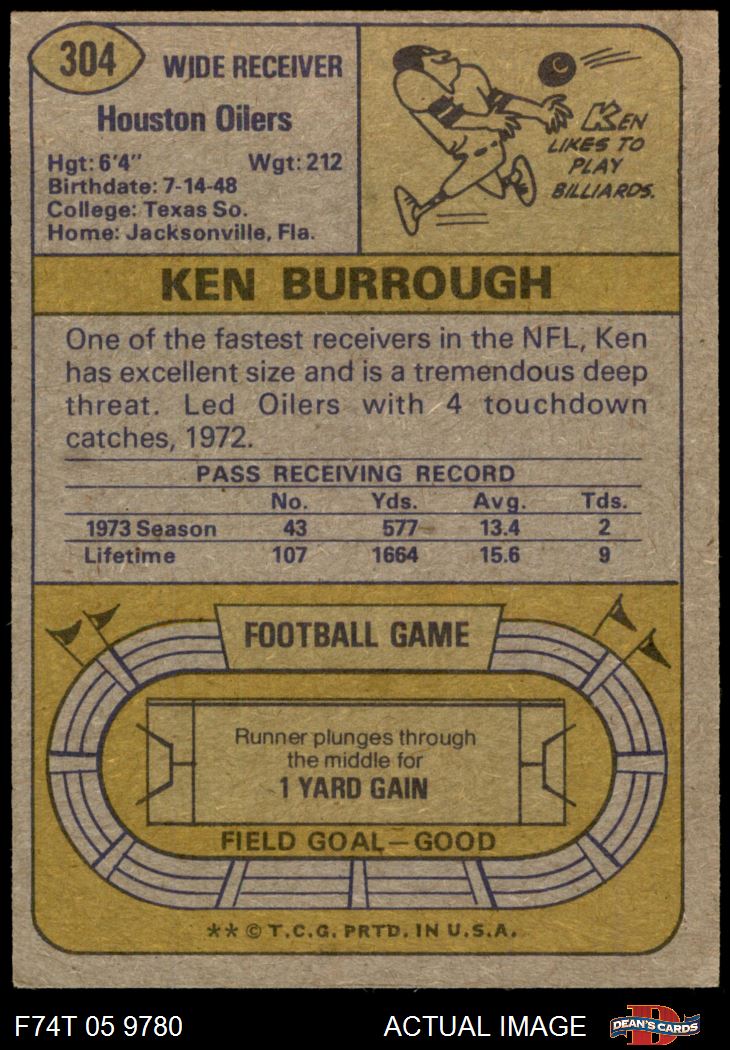 304
WIDE RECEIVER
Houston Oilers
Hgt: 6'4" Wgt: 212
Birthdate: 7-14-48
College: Texas So.
Home: Jacksonville, Fla.
KEN
LIKES TO
PLAY
BILLIARDS.
KEN BURROUGH
One of the fastest receivers in the NFL, Ken
has excellent size and is a tremendous deep
threat. Led Oilers with 4 touchdown
catches, 1972.
PASS RECEIVING RECORD
No. Yds. Avg. Tds.
1973 Season 43 577 13.4 2
Lifetime 107 1664 15.6 9
FOOTBALL GAME
Runner plunges through
the middle for
1 YARD GAIN
FIELD GOAL—GOOD
** © T.C.G. PRTD. IN U.S.A.
F74T 05 9780 ACTUAL IMAGE
D
DEAN'S CARDS